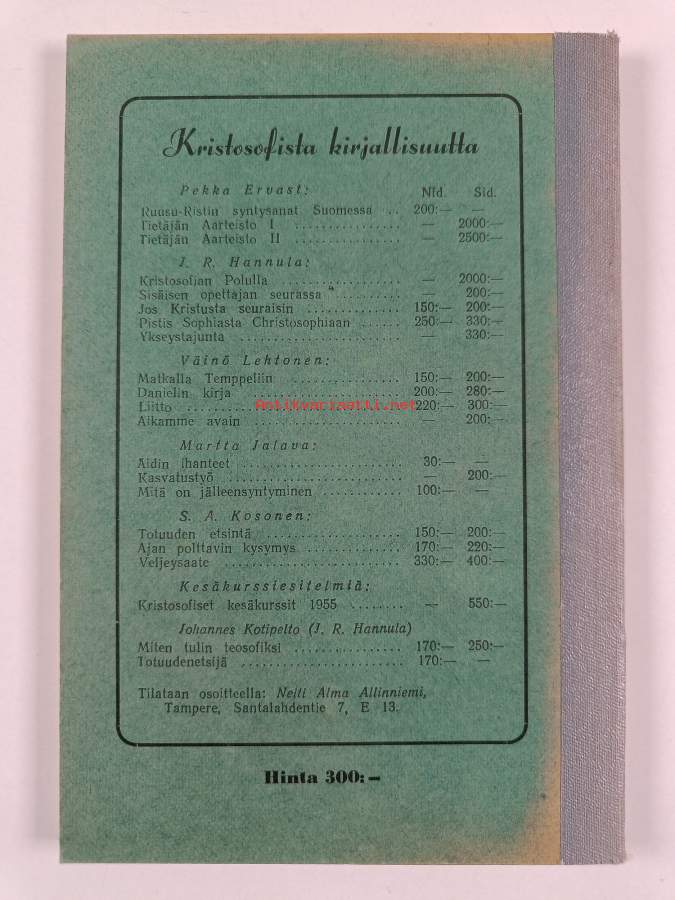 Kristosofista kirjallisuutta
Pekka Ervast: Nid. Sid.
Ruusu-Ristin syntysanat Suomessa .. 200:— —
Tietäjän Aarteisto I ................ — 2000:—
Tietäjän Aarteisto II ............... — 2500:—
J. R. Hannula:
Kristosofian Polulla .................. — 2000:—
Sisäisen opettajan seurassa .......... — 200:—
Jos Kristusta seuraisin .............. 150:— 200:—
Pistis Sophiasta Christosophiaan ...... 250:— 330:—
Ykseystajunta ........................ — 330:—
Väinö Lehtonen:
Matkalla Temppeliin ................ 150:— 200:—
Danielin kirja ...................... 200:— 280:—
Liitto .............................. 220:— 300:—
Aikamme avain ...................... — 200:—
Antikvariaatti.net
Martta Jalava:
Äidin ihanteet ........................ 30:— —
Kasvatustyö .......................... — 200:—
Mitä on jälleensyntyminen ............ 100:— —
S. A. Kosonen:
Totuuden etsintä .................... 150:— 200:—
Ajan polttavin kysymys .............. 170:— 220:—
Veljeysaate .......................... 330:— 400:—
Kesäkurssiesitelmiä:
Kristosofiset kesäkurssit 1955 ........ — 550:—
Johannes Kotipelto (J. R. Hannula)
Miten tulin teosofiksi ................ 170:— 250:—
Totuudenetsijä ........................ 170:— —
Tilataan osoitteella: Neiti Alma Allinniemi,
Tampere, Santalahdentie 7, E 13.
Hinta 300:—